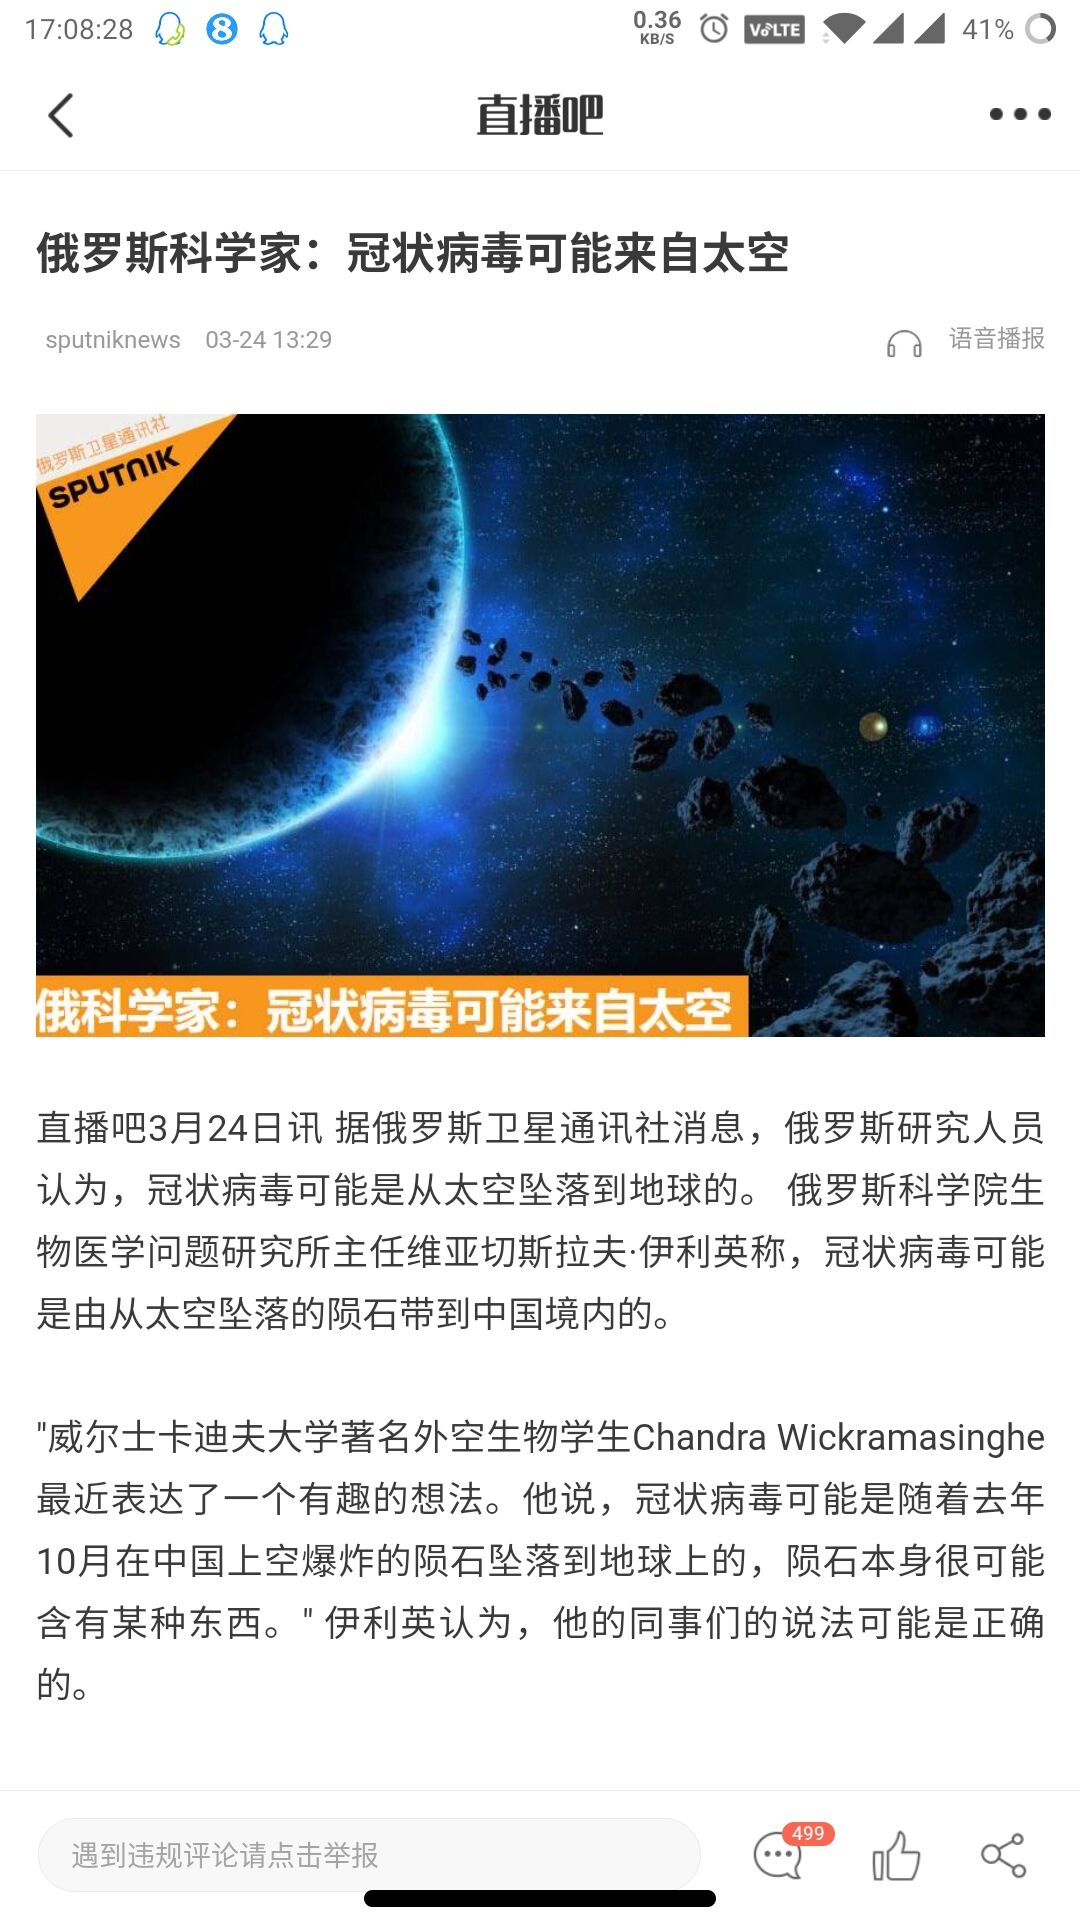 17:08:28
0.36 KB/S
VoLTE
41%
直播吧
俄罗斯科学家：冠状病毒可能来自太空
sputniknews 03-24 13:29
语音播报
俄罗斯卫星通讯社
SPUTNIK
俄科学家：冠状病毒可能来自太空
直播吧3月24日讯 据俄罗斯卫星通讯社消息，俄罗斯研究人员
认为，冠状病毒可能是从太空坠落到地球的。 俄罗斯科学院生
物医学问题研究所主任维亚切斯拉夫·伊利英称，冠状病毒可能
是由从太空坠落的陨石带到中国境内的。
"威尔士卡迪夫大学著名外空生物学生Chandra Wickramasinghe
最近表达了一个有趣的想法。他说，冠状病毒可能是随着去年
10月在中国上空爆炸的陨石坠落到地球上的，陨石本身很可能
含有某种东西。" 伊利英认为，他的同事们的说法可能是正确
的。
遇到违规评论请点击举报
499